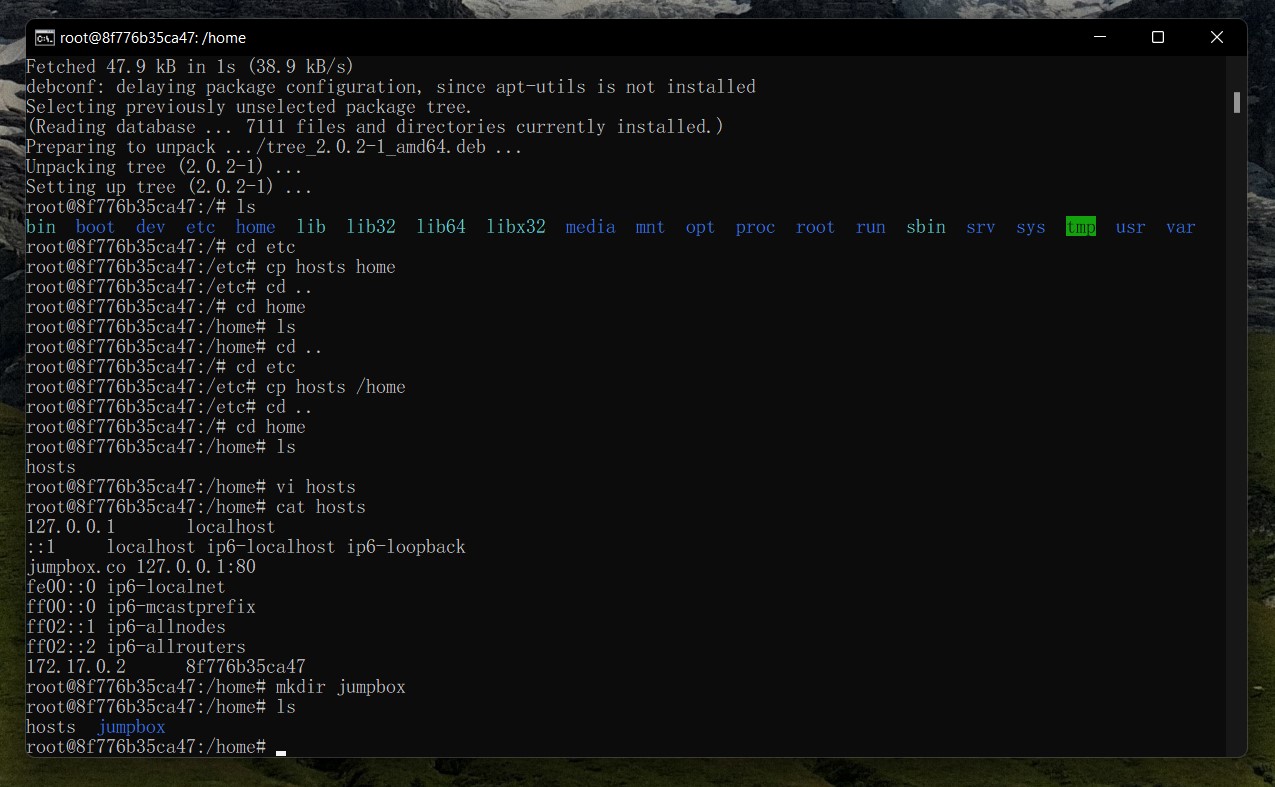 root@8f776b35ca47: /home
Fetched 47.9 kB in 1s (38.9 kB/s)
debconf: delaying package configuration, since apt-utils is not installed
Selecting previously unselected package tree.
(Reading database ... 7111 files and directories currently installed.)
Preparing to unpack .../tree_2.0.2-1_amd64.deb ...
Unpacking tree (2.0.2-1) ...
Setting up tree (2.0.2-1) ...
root@8f776b35ca47:/# ls
bin  boot  dev  etc  home  lib  lib32  lib64  libx32  media  mnt  opt  proc  root  run  sbin  srv  sys  tmp  usr  var
root@8f776b35ca47:/# cd etc
root@8f776b35ca47:/etc# cp hosts home
root@8f776b35ca47:/etc# cd ..
root@8f776b35ca47:/# cd home
root@8f776b35ca47:/home# ls
root@8f776b35ca47:/home# cd ..
root@8f776b35ca47:/# cd etc
root@8f776b35ca47:/etc# cp hosts /home
root@8f776b35ca47:/etc# cd ..
root@8f776b35ca47:/# cd home
root@8f776b35ca47:/home# ls
hosts
root@8f776b35ca47:/home# vi hosts
root@8f776b35ca47:/home# cat hosts
127.0.0.1       localhost
::1     localhost ip6-localhost ip6-loopback
jumpbox.co 127.0.0.1:80
fe00::0 ip6-localnet
ff00::0 ip6-mcastprefix
ff02::1 ip6-allnodes
ff02::2 ip6-allrouters
172.17.0.2      8f776b35ca47
root@8f776b35ca47:/home# mkdir jumpbox
root@8f776b35ca47:/home# ls
hosts  jumpbox
root@8f776b35ca47:/home#